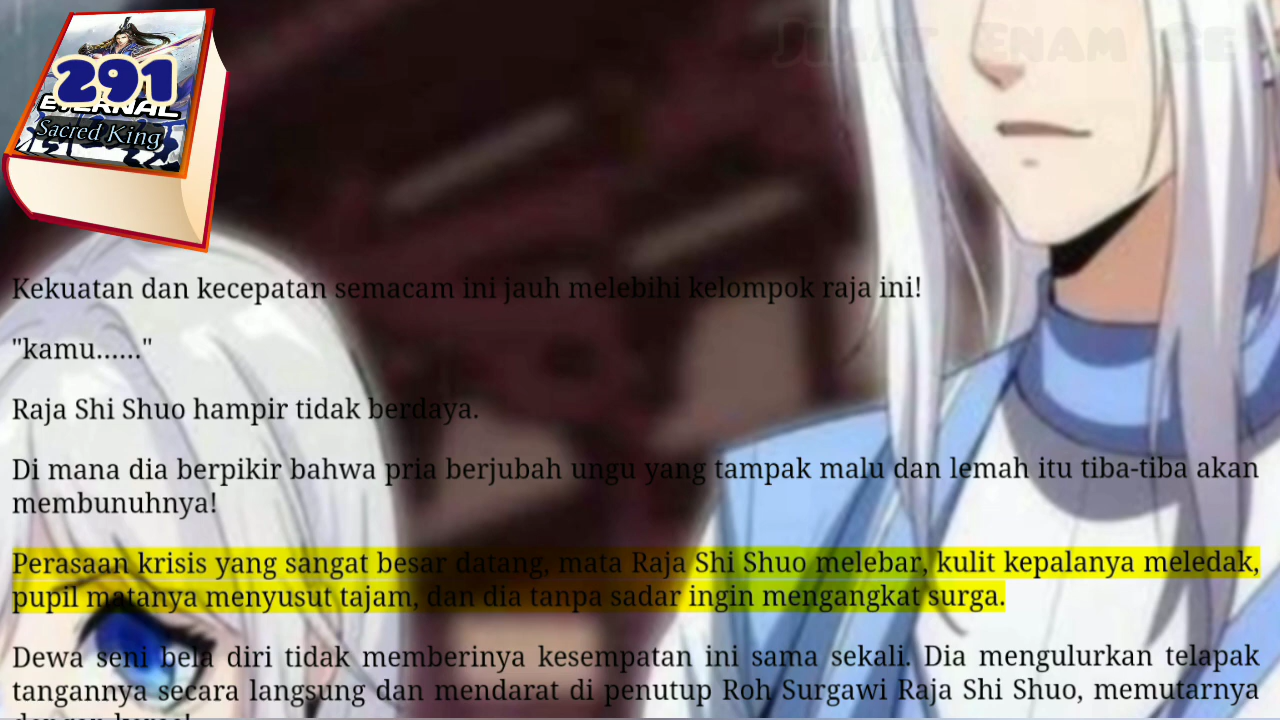 291
ETERNAL
Sacred King
Kekuatan dan kecepatan semacam ini jauh melebihi kelompok raja ini!
"kamu......"
Raja Shi Shuo hampir tidak berdaya.
Di mana dia berpikir bahwa pria berjubah ungu yang tampak malu dan lemah itu tiba-tiba akan
membunuhnya!
Perasaan krisis yang sangat besar datang, mata Raja Shi Shuo melebar, kulit kepalanya meledak,
pupil matanya menyusut tajam, dan dia tanpa sadar ingin mengangkat surga.
Dewa seni bela diri tidak memberinya kesempatan ini sama sekali. Dia mengulurkan telapak
tangannya secara langsung dan mendarat di penutup Roh Surgawi Raja Shi Shuo, memutarnya